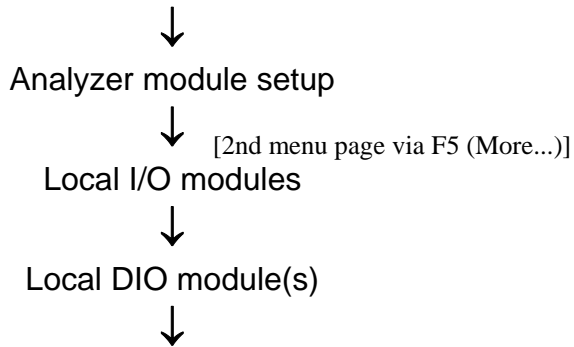 Analyzer module setup
[2nd menu page via F5 (More...)]
Local I/O modules
Local DIO module(s)